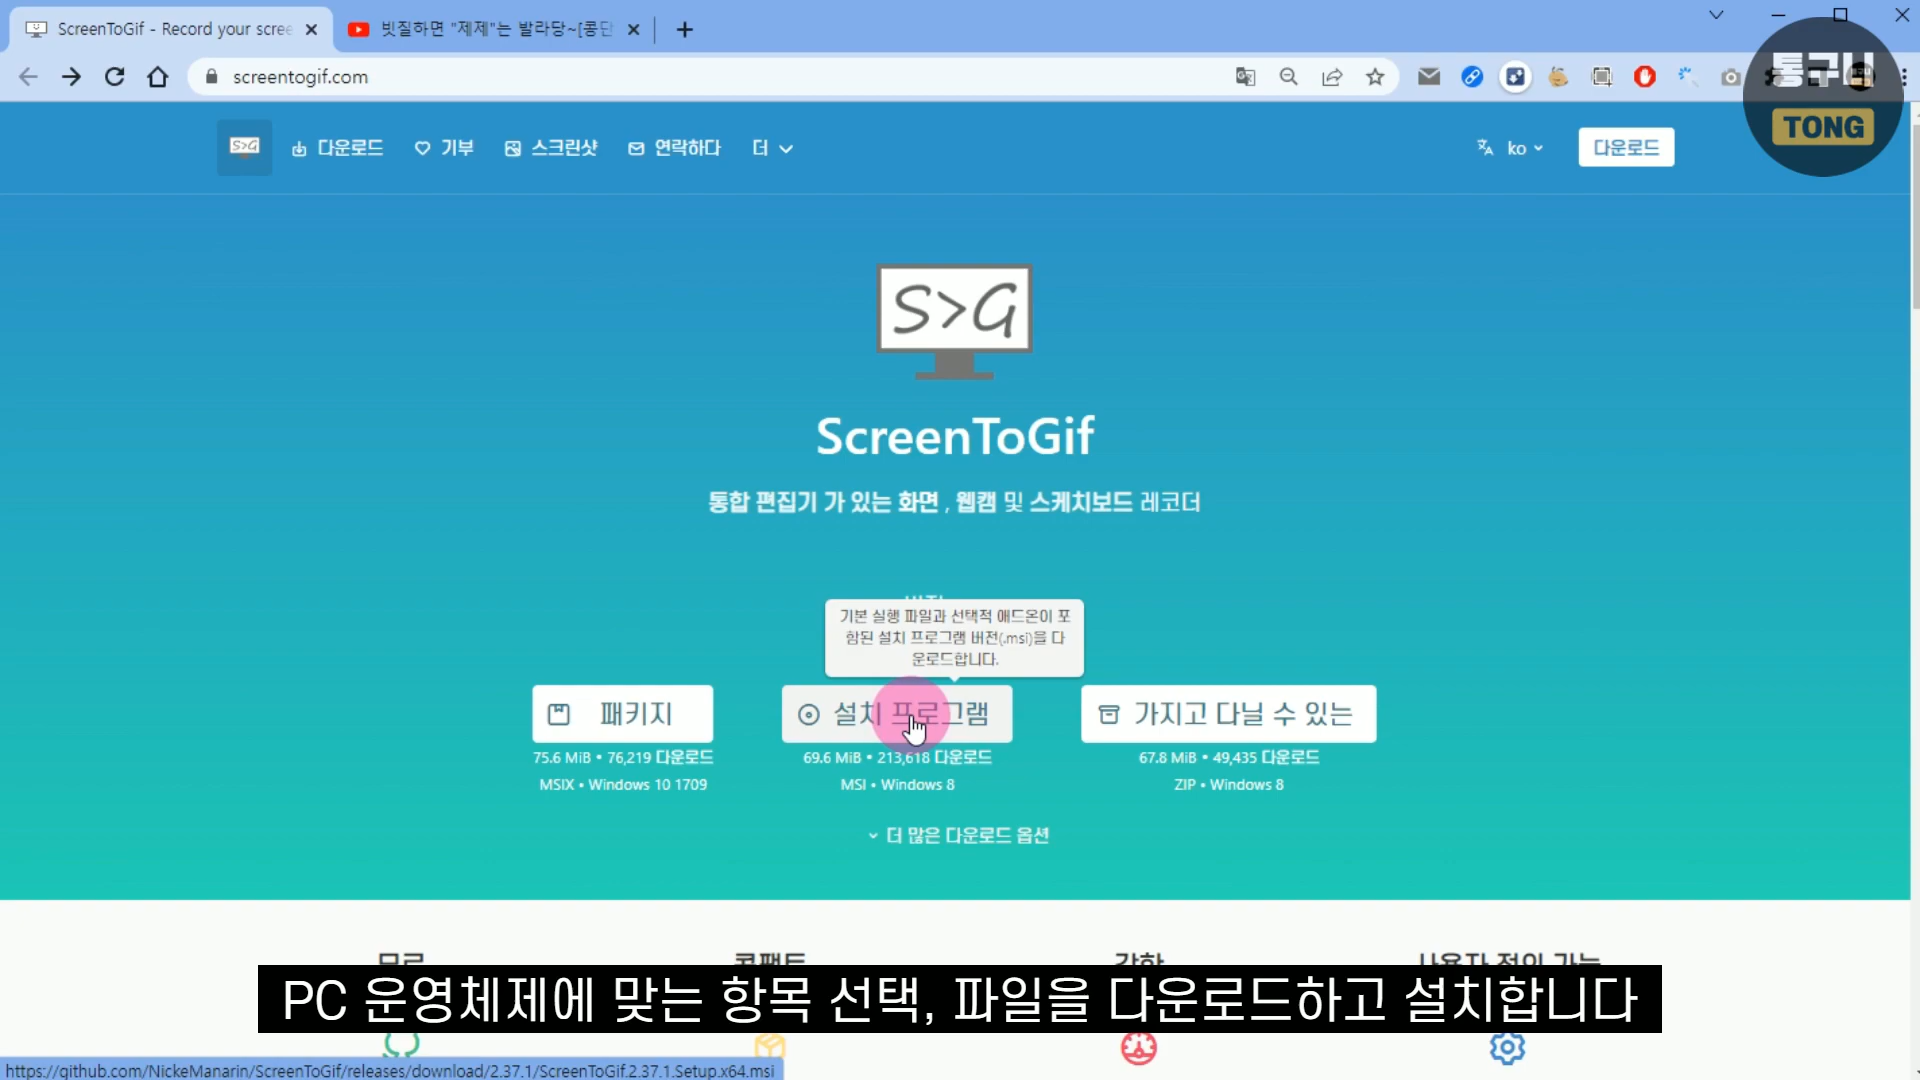 ScreenToGif - Record your scree
빗질하면 "제제"는 발라당~[콩단
screentogif.com
통구니
TONG
S>G
다운로드
기부
스크린샷
연락하다
더
ko
다운로드
S>G
ScreenToGif
통합 편집기 가 있는 화면 , 웹캠 및 스케치보드 레코더
기본 실행 파일과 선택적 애드온이 포
함된 설치 프로그램 버전(.msi)을 다
운로드합니다.
패키지
설치 프로그램
가지고 다닐 수 있는
75.6 MiB • 76,219 다운로드
69.6 MiB • 213,618 다운로드
67.8 MiB • 49,435 다운로드
MSIX • Windows 10 1709
MSI • Windows 8
ZIP • Windows 8
더 많은 다운로드 옵션
PC 운영체제에 맞는 항목 선택, 파일을 다운로드하고 설치합니다
https://github.com/NickeManarin/ScreenToGif/releases/download/2.37.1/ScreenToGif.2.37.1.Setup.x64.msi